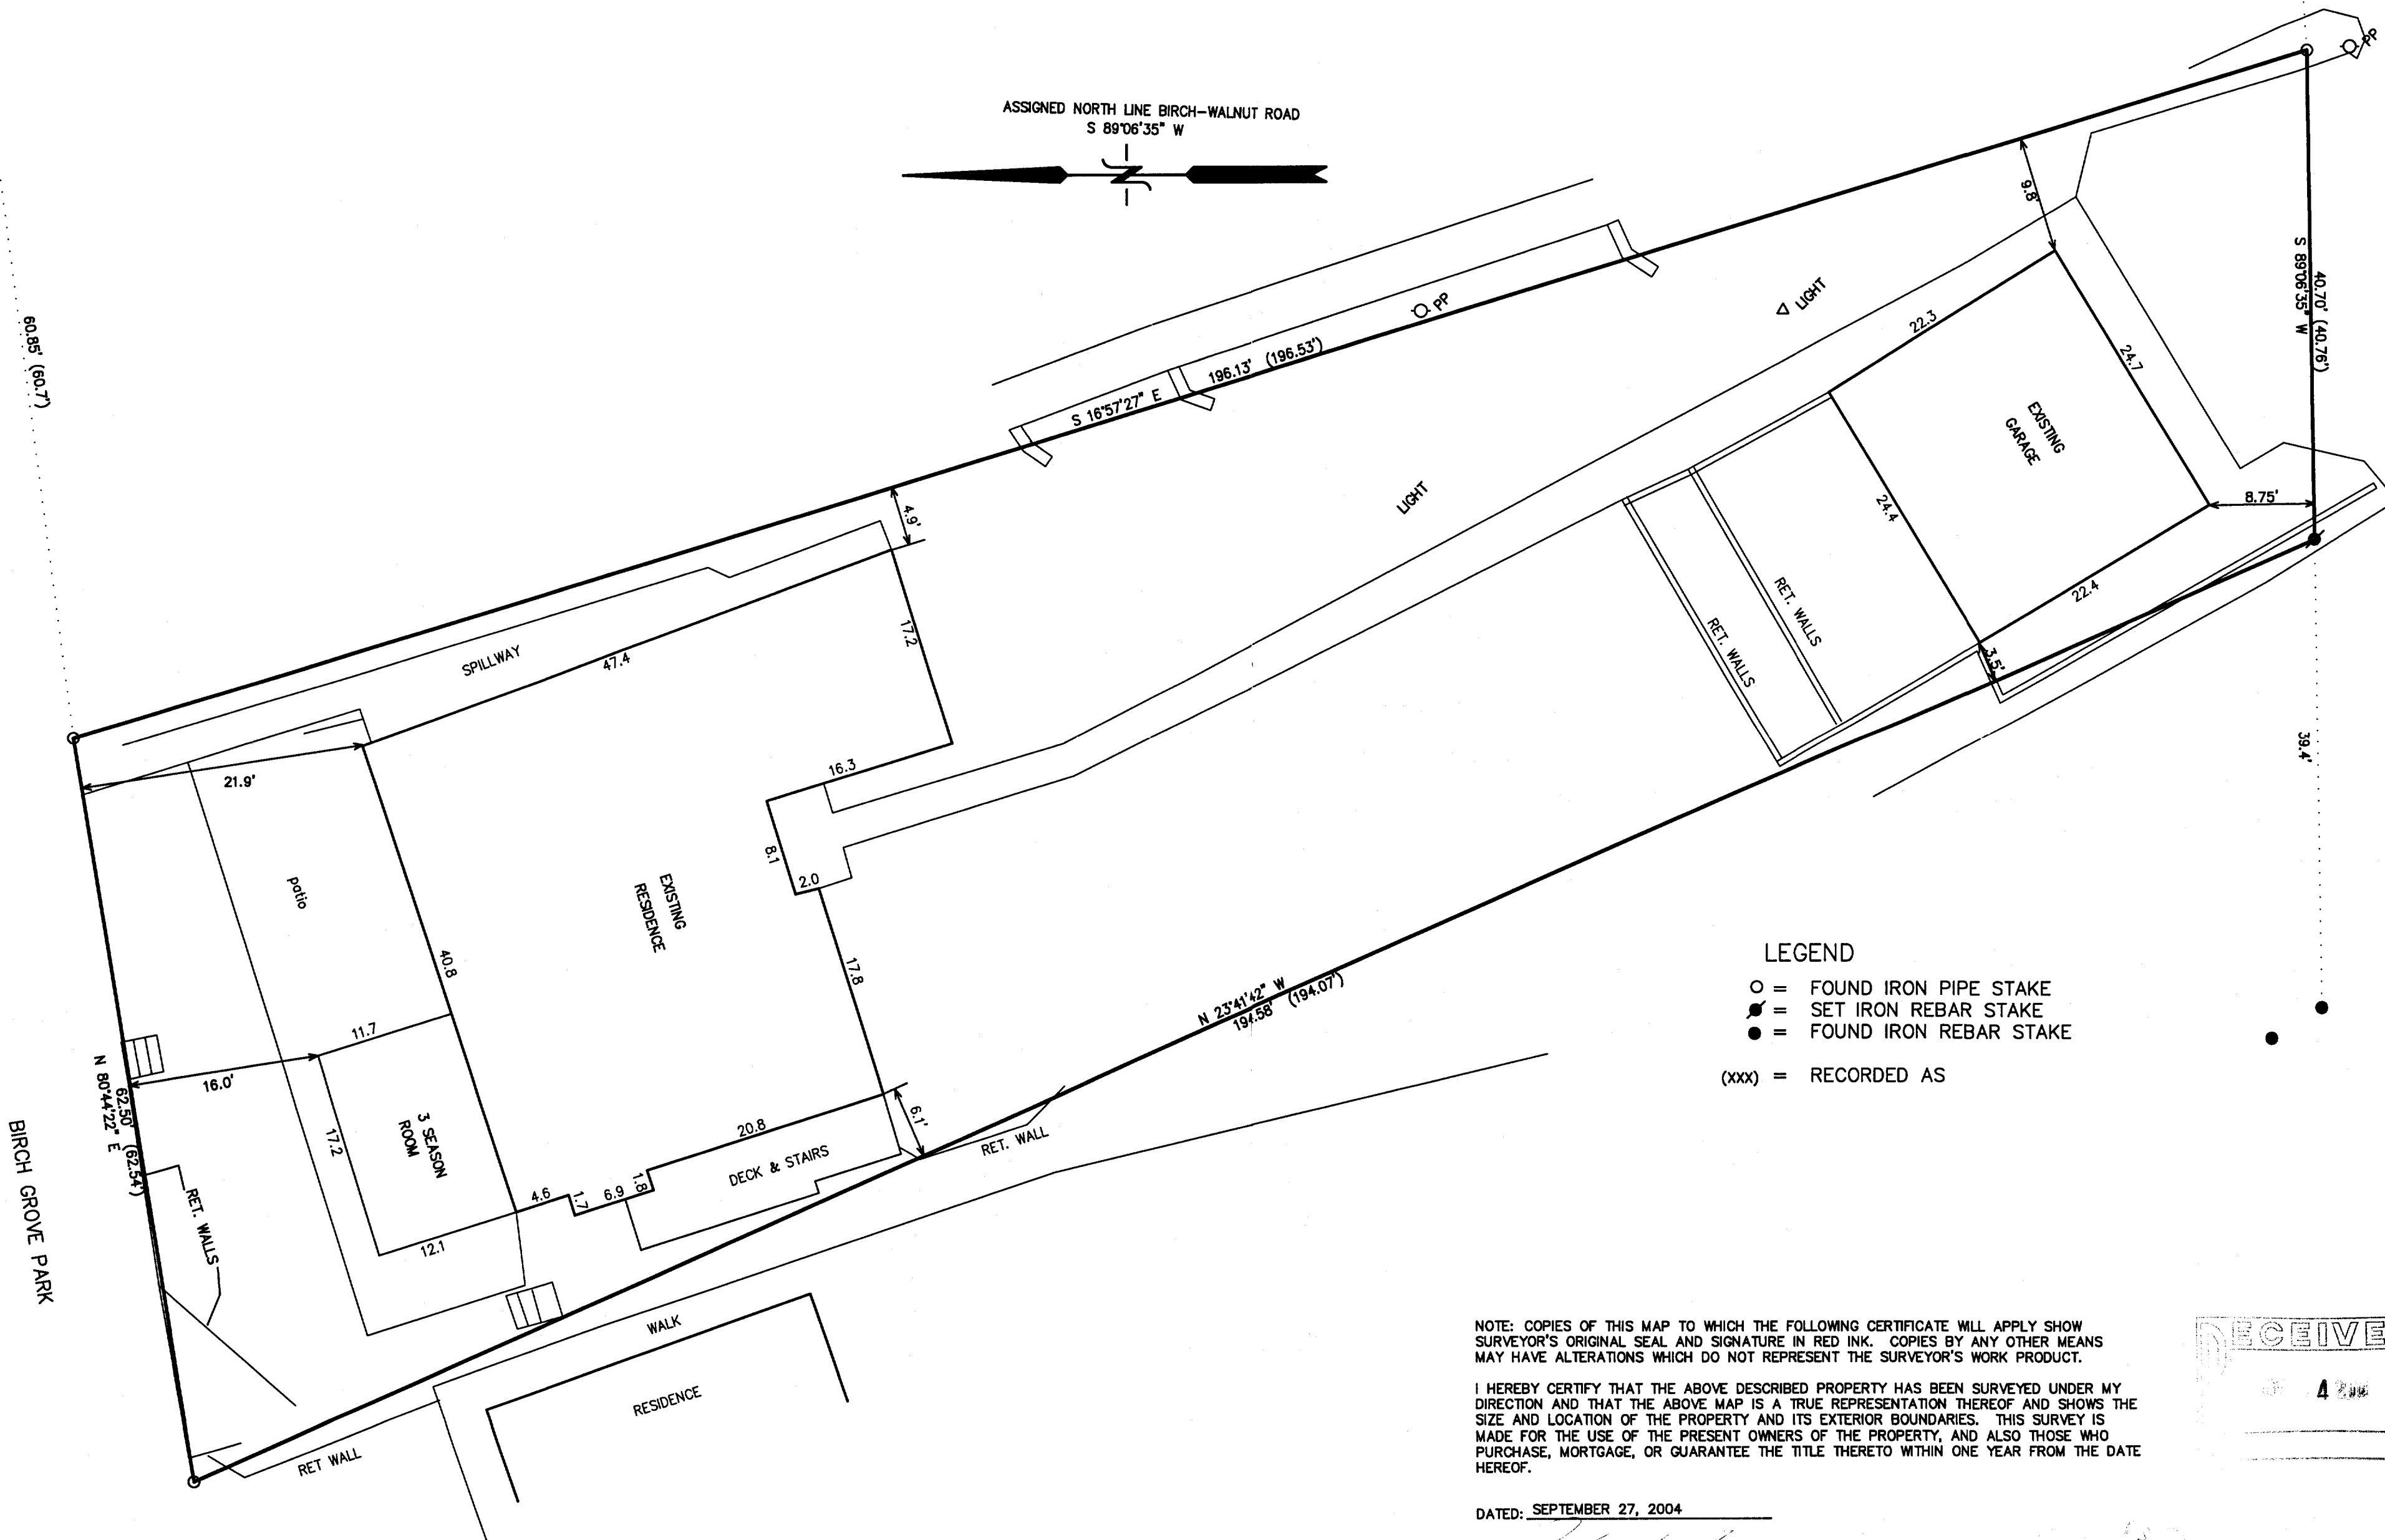 ASSIGNED NORTH LINE BIRCH-WALNUT ROAD
S 89°06'35" W
PP
9.8'
S 89°06'35" W
40.70' (40.76')
60.85' (60.7')
PP
LIGHT
22.3
24.7
196.13' (196.53')
S 16°57'27" E
EXISTING
GARAGE
LIGHT
24.4
8.75'
4.9'
22.4
RET. WALLS
RET. WALLS
3.5'
17.2
SPILLWAY
47.4
39.4'
16.3
21.9'
8.1
2.0
patio
EXISTING
RESIDENCE
40.8
17.8
N 23°41'42" W
194.58' (194.07')
11.7
16.0'
62.50' (62.54')
N 80°44'22" E
17.2
3 SEASON
ROOM
20.8
6.1'
DECK & STAIRS
RET. WALL
4.6
1.7
6.9
1.8
12.1
RET. WALLS
BIRCH GROVE PARK
WALK
RESIDENCE
RET WALL
LEGEND
= FOUND IRON PIPE STAKE
= SET IRON REBAR STAKE
= FOUND IRON REBAR STAKE
(XXX) = RECORDED AS
NOTE: COPIES OF THIS MAP TO WHICH THE FOLLOWING CERTIFICATE WILL APPLY SHOW
SURVEYOR'S ORIGINAL SEAL AND SIGNATURE IN RED INK. COPIES BY ANY OTHER MEANS
MAY HAVE ALTERATIONS WHICH DO NOT REPRESENT THE SURVEYOR'S WORK PRODUCT.
I HEREBY CERTIFY THAT THE ABOVE DESCRIBED PROPERTY HAS BEEN SURVEYED UNDER MY
DIRECTION AND THAT THE ABOVE MAP IS A TRUE REPRESENTATION THEREOF AND SHOWS THE
SIZE AND LOCATION OF THE PROPERTY AND ITS EXTERIOR BOUNDARIES. THIS SURVEY IS
MADE FOR THE USE OF THE PRESENT OWNERS OF THE PROPERTY, AND ALSO THOSE WHO
PURCHASE, MORTGAGE, OR GUARANTEE THE TITLE THERETO WITHIN ONE YEAR FROM THE DATE
HEREOF.
DATED: SEPTEMBER 27, 2004
ECEIVE
4